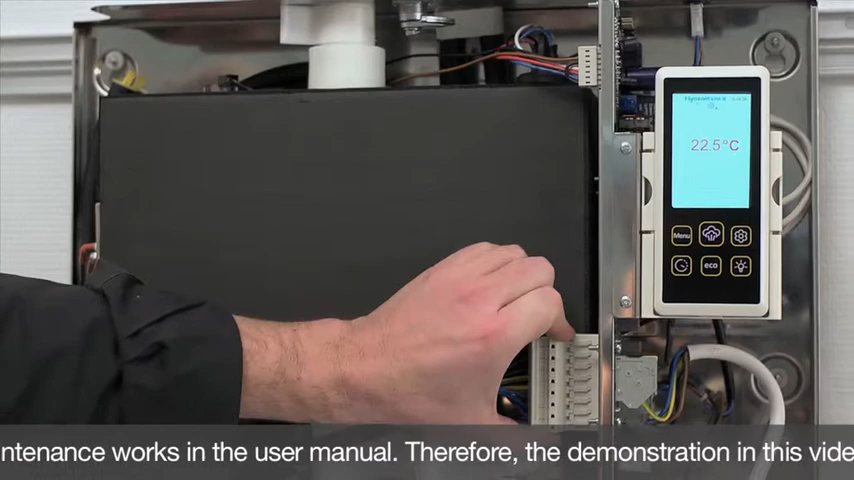 22.5°C
Menu
eco
ntenance works in the user manual. Therefore, the demonstration in this vide